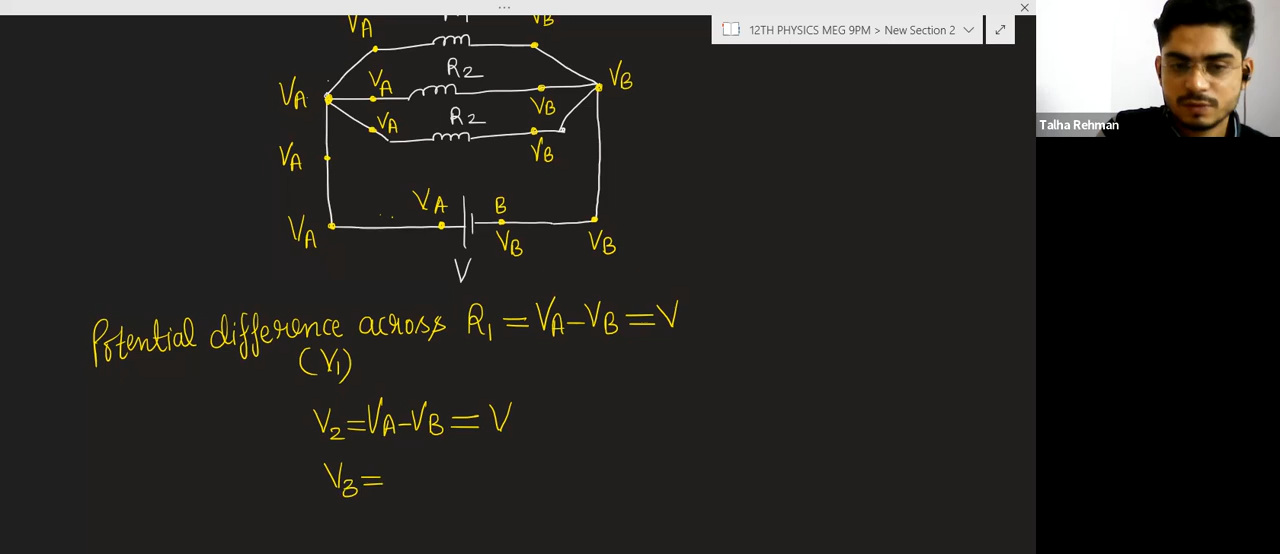 12TH PHYSICS MEG 9PM > New Section 2
VA
VB
R2
VA
VA
VB
VB
R2
VA
VB
VA
Talha Rehman
VA
B
VA
VB
VB
V
Potential difference across R1 = VA-VB = V
(V1)
V2=VA-VB = V
V3=